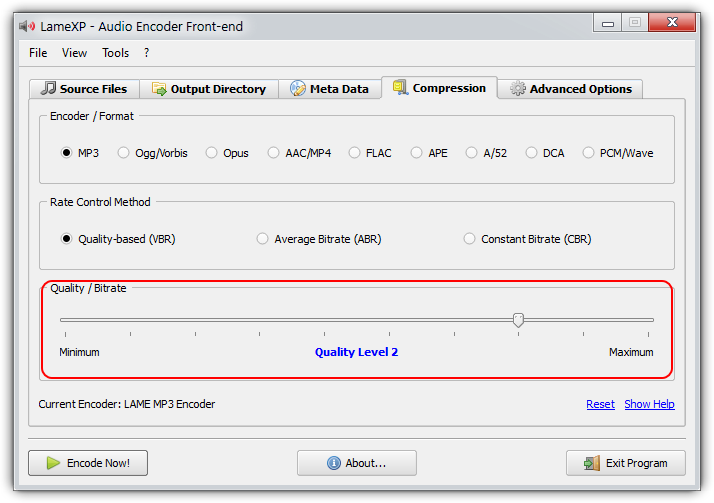 LameXP - Audio Encoder Front-end
File View Tools ?
Source Files Output Directory Meta Data Compression Advanced Options
Encoder / Format
MP3 Ogg/Vorbis Opus AAC/MP4 FLAC APE A/52 DCA PCM/Wave
Rate Control Method
Quality-based (VBR) Average Bitrate (ABR) Constant Bitrate (CBR)
Quality / Bitrate
Minimum Quality Level 2 Maximum
Current Encoder: LAME MP3 Encoder Reset Show Help
Encode Now! About... Exit Program